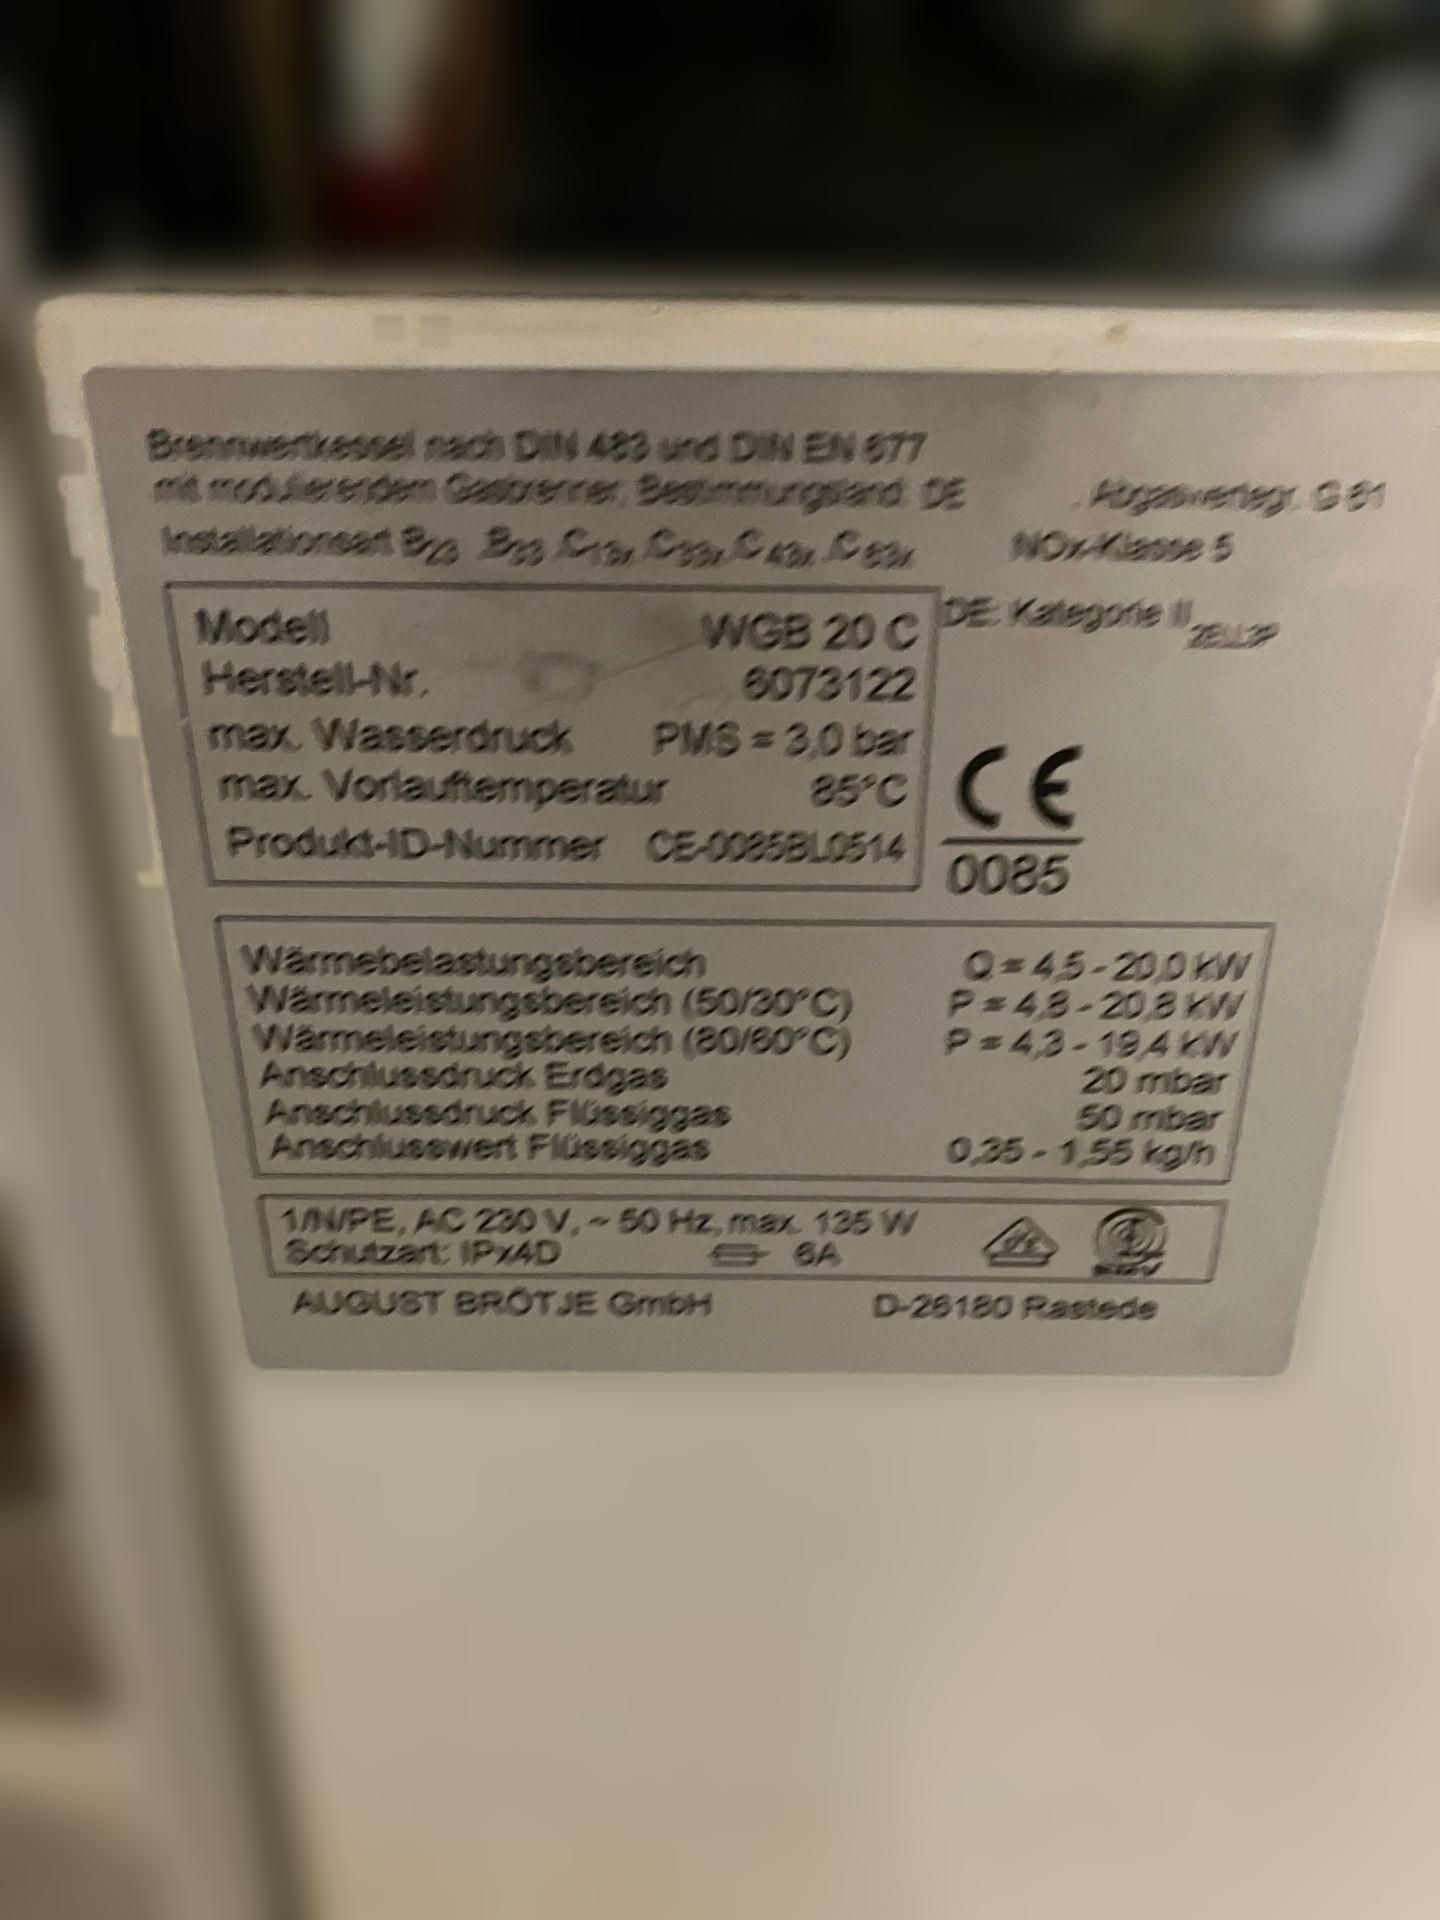 Brennwertkessel nach DIN 483 und DIN EN 677
mit modulierendem Gasbrenner, Bestimmungsland: DE Abgaswertegr. G 61
Installationsart B23 B33 C13x C33x C43x C63x NOx-Klasse 5
DE: Kategorie II 2ELL3P
Modell WGB 20 C
Herstell-Nr. 6073122
max. Wasserdruck PMS = 3,0 bar
max. Vorlauftemperatur 85°C
Produkt-ID-Nummer CE-0085BL0514
CE
0085
Wärmebelastungsbereich Q = 4,5 - 20,0 kW
Wärmeleistungsbereich (50/30°C) P = 4,8 - 20,8 kW
Wärmeleistungsbereich (80/60°C) P = 4,3 - 19,4 kW
Anschlussdruck Erdgas 20 mbar
Anschlussdruck Flüssiggas 50 mbar
Anschlusswert Flüssiggas 0,35 - 1,55 kg/h
1/N/PE, AC 230 V, ~ 50 Hz, max. 135 W
Schutzart: IPx4D 6A
EMV
AUGUST BRÖTJE GmbH D-26180 Rastede